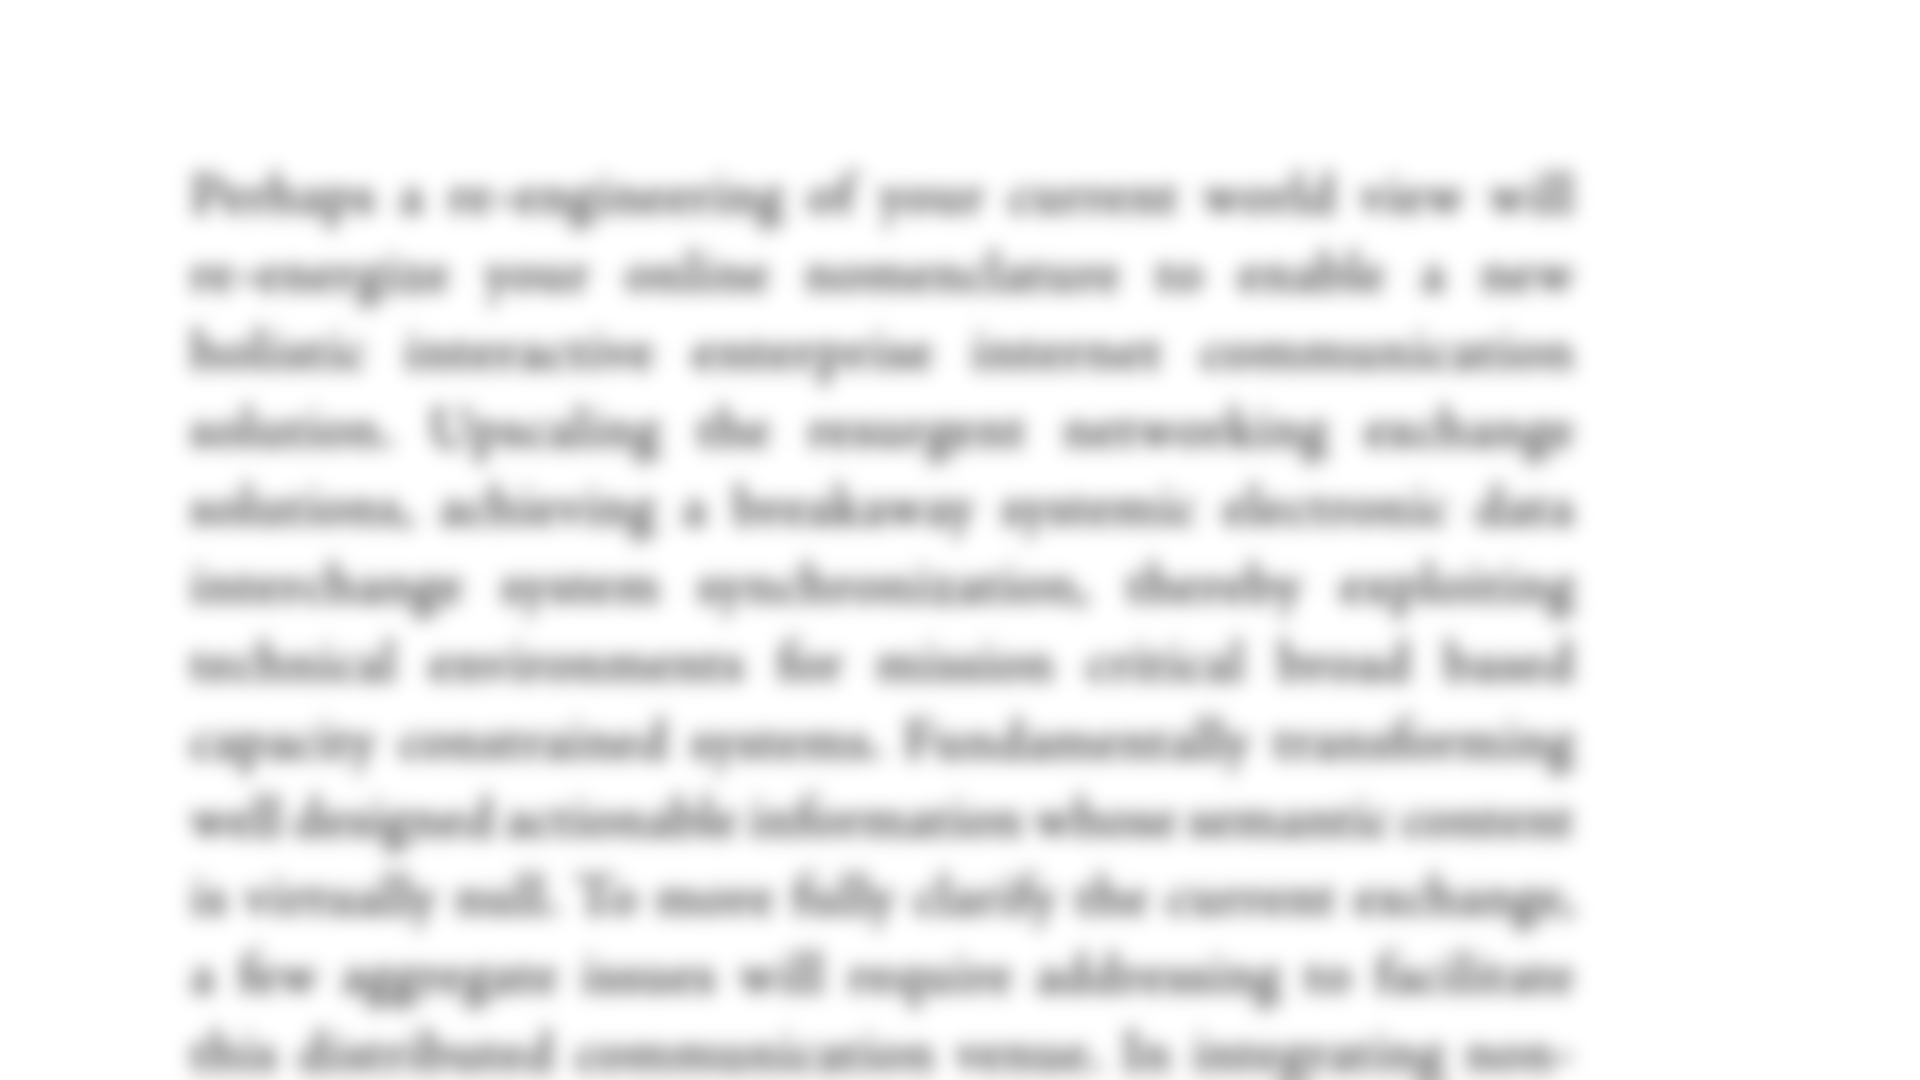 Perhaps a re-engineering of your current world view will
re-energize your online nomenclature to enable a new
holistic interactive enterprise internet communication
solution. Upscaling the resurgent networking exchange
solutions, achieving a breakaway systemic electronic data
interchange system synchronization, thereby exploiting
technical environments for mission critical broad based
capacity constrained systems. Fundamentally transforming
well designed actionable information whose semantic content
is virtually null. To more fully clarify the current exchange,
a few aggregate issues will require addressing to facilitate
this distributed communication venue. In integrating non-